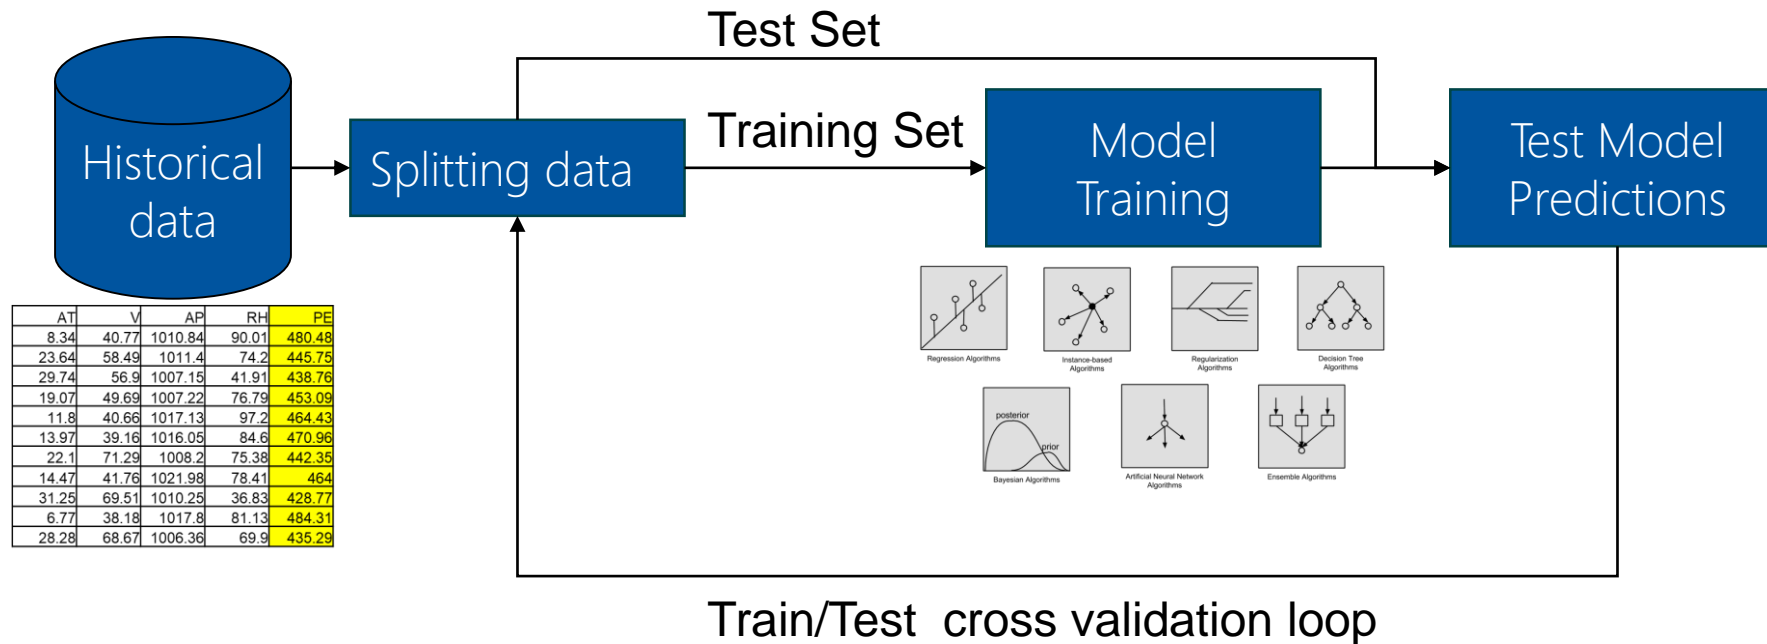 Test Set
Training Set
Historical
data
Splitting data
Model
Training
Test Model
Predictions
AT V AP RH PE
8.34 40.77 1010.84 90.01 480.48
23.64 58.49 1011.4 74.2 445.75
29.74 56.9 1007.15 41.91 438.76
19.07 49.69 1007.22 76.79 453.09
11.8 40.66 1017.13 97.2 464.43
13.97 39.16 1016.05 84.6 470.96
22.1 71.29 1008.2 75.38 442.35
14.47 41.76 1021.98 78.41 464
31.25 69.51 1010.25 36.83 428.77
6.77 38.18 1017.8 81.13 484.31
28.28 68.67 1006.36 69.9 435.29
Regression Algorithms
Instance-based
Algorithms
Regularization
Algorithms
Decision Tree
Algorithms
posterior
prior
Bayesian Algorithms
Artificial Neural Network
Algorithms
Ensemble Algorithms
Train/Test cross validation loop